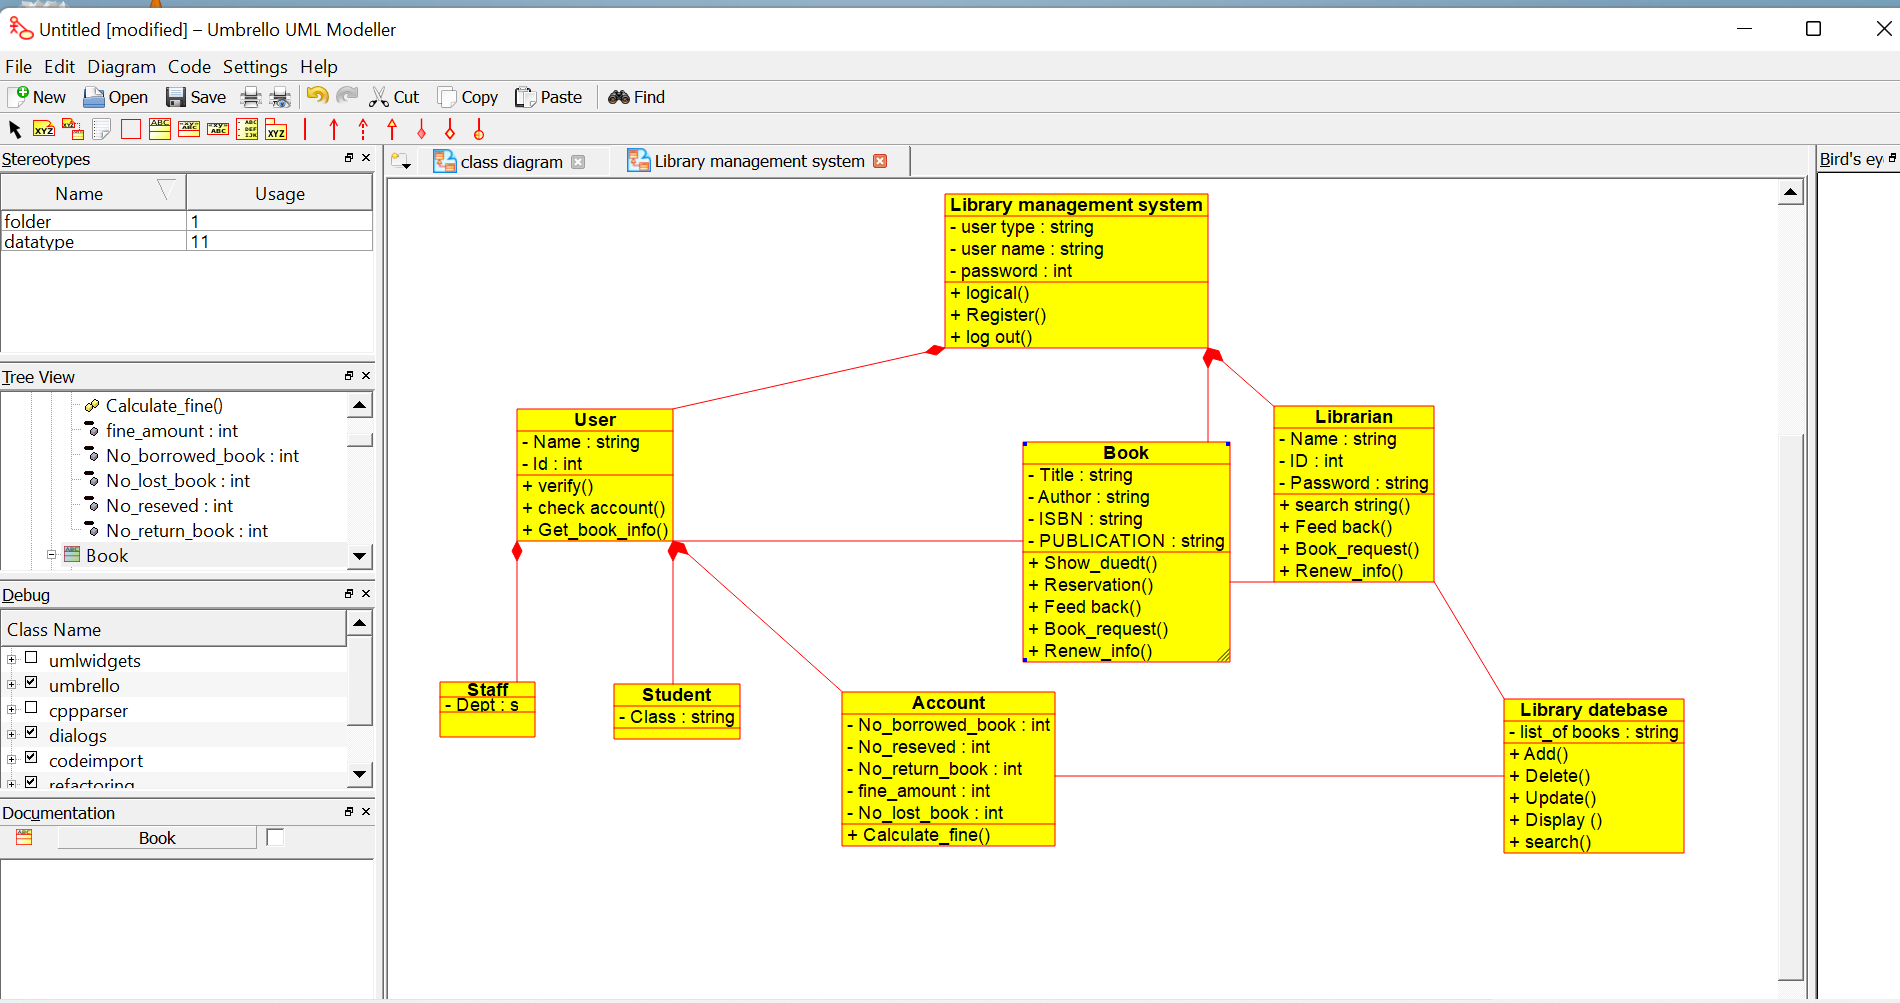 Untitled [modified] – Umbrello UML Modeller
File Edit Diagram Code Settings Help
New Open Save Cut Copy Paste Find
Stereotypes
Name Usage
folder 1
datatype 11
Tree View
Calculate_fine()
fine_amount : int
No_borrowed_book : int
No_lost_book : int
No_reseved : int
No_return_book : int
Book
Debug
Class Name
umlwidgets
umbrello
cppparser
dialogs
codeimport
refactoring
Documentation
Book
class diagram
Library management system
Bird's ey
Library management system
- user type : string
- user name : string
- password : int
+ logical()
+ Register()
+ log out()
User
- Name : string
- Id : int
+ verify()
+ check account()
+ Get_book_info()
Book
- Title : string
- Author : string
- ISBN : string
- PUBLICATION : string
+ Show_duedt()
+ Reservation()
+ Feed back()
+ Book_request()
+ Renew_info()
Librarian
- Name : string
- ID : int
- Password : string
+ search string()
+ Feed back()
+ Book_request()
+ Renew_info()
Staff
- Dept : s
Student
- Class : string
Account
- No_borrowed_book : int
- No_reseved : int
- No_return_book : int
- fine_amount : int
- No_lost_book : int
+ Calculate_fine()
Library datebase
- list_of books : string
+ Add()
+ Delete()
+ Update()
+ Display ()
+ search()